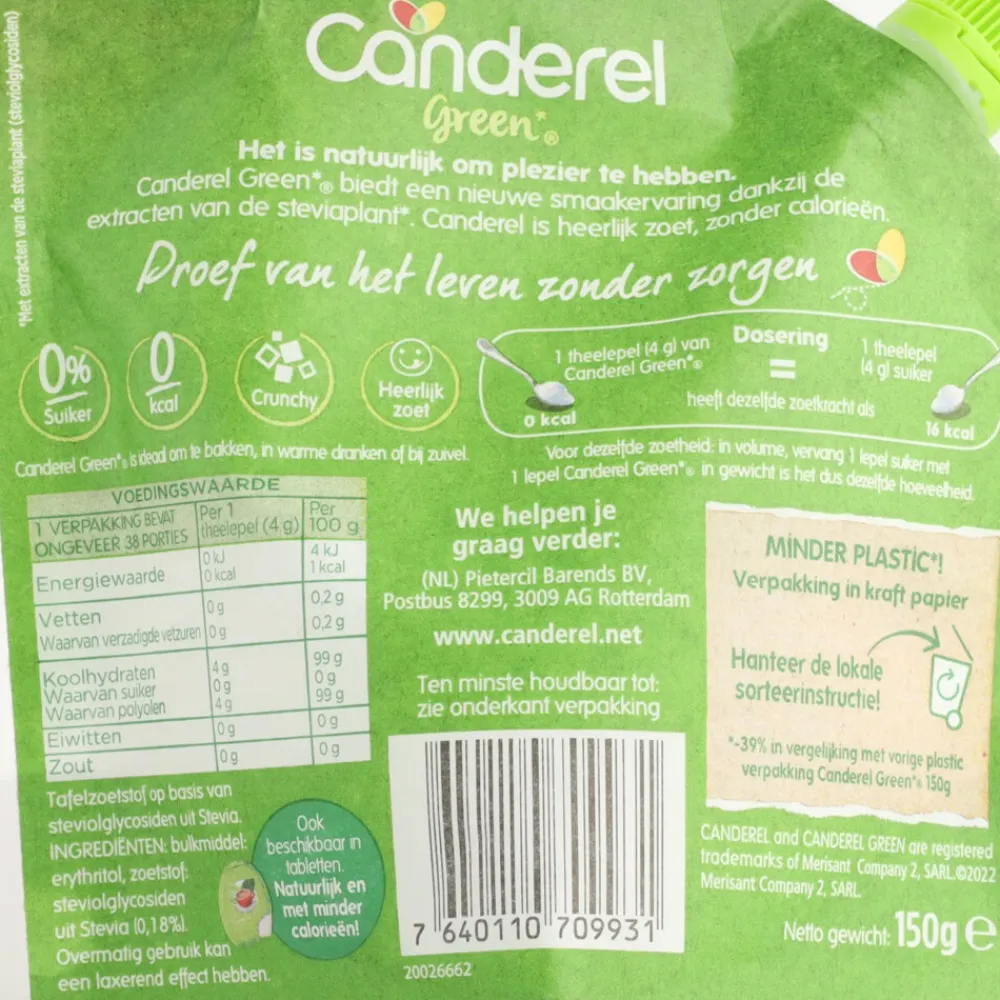 *Met extracten van de steviaplant (steviolglycosiden)
Canderel
Green*®
Het is natuurlijk om plezier te hebben.
Canderel Green*® biedt een nieuwe smaakervaring dankzij de
extracten van de steviaplant*. Canderel is heerlijk zoet, zonder calorieën.
Proef van het leven zonder zorgen
0%
Suiker
0
kcal
Crunchy
Heerlijk
zoet
1 theelepel (4 g) van
Canderel Green*®
0 kcal
Dosering
=
heeft dezelfde zoetkracht als
1 theelepel
(4 g) suiker
16 kcal
Canderel Green*® is ideaal om te bakken, in warme dranken of bij zuivel.
Voor dezelfde zoetheid: in volume, vervang 1 lepel suiker met
1 lepel Canderel Green*® in gewicht is het dus dezelfde hoeveelheid.
VOEDINGSWAARDE
1 VERPAKKING BEVAT
ONGEVEER 38 PORTIES
Per 1
theelepel (4 g)
Per
100 g
Energiewaarde
0 kJ
0 kcal
4 kJ
1 kcal
Vetten 0 g 0,2 g
Waarvan verzadigde vetzuren 0 g 0,2 g
Koolhydraten 4 g 99 g
Waarvan suiker 0 g 0 g
Waarvan polyolen 4 g 99 g
Eiwitten 0 g 0 g
Zout 0 g 0 g
Tafelzoetstof op basis van
steviolglycosiden uit Stevia.
INGREDIËNTEN: bulkmiddel:
erythritol, zoetstof:
steviolglycosiden
uit Stevia (0,18%).
Overmatig gebruik kan
een laxerend effect hebben.
Ook
beschikbaar in
tabletten.
Natuurlijk en
met minder
calorieën!
We helpen je
graag verder:
(NL) Pietercil Barends BV,
Postbus 8299, 3009 AG Rotterdam
www.canderel.net
Ten minste houdbaar tot:
zie onderkant verpakking
7 640110 709931
20026662
MINDER PLASTIC*!
Verpakking in kraft papier
Hanteer de lokale
sorteerinstructie!
*-39% in vergelijking met vorige plastic
verpakking Canderel Green*® 150g
CANDEREL and CANDEREL GREEN are registered
trademarks of Merisant Company 2, SARL.©2022
Merisant Company 2, SARL.
Netto gewicht: 150g e